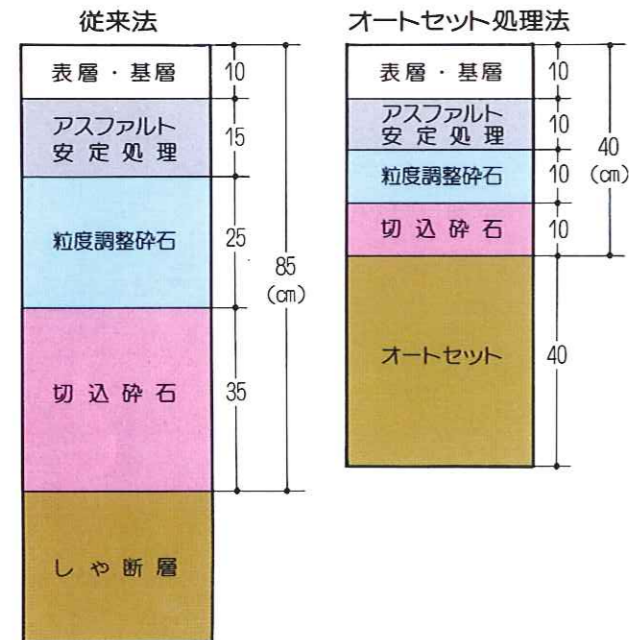 従来法
表層・基層
10
アスファルト
安定処理
15
粒度調整砕石
25
切込砕石
35
85
(cm)
しゃ断層
オートセット処理法
表層・基層
10
アスファルト
安定処理
10
粒度調整砕石
10
切込砕石
10
40
(cm)
オートセット
40